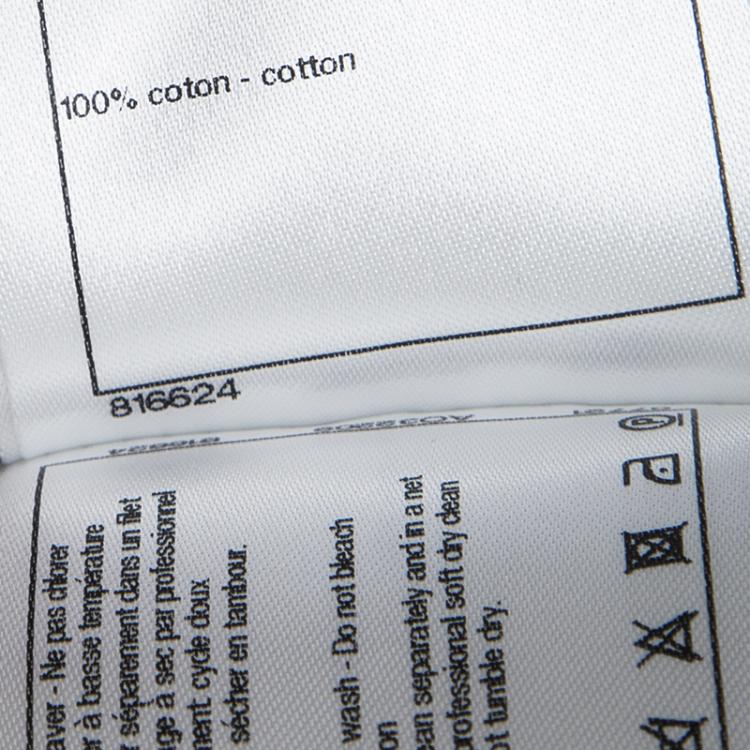 100% coton - cotton
816624
aver - Ne pas chlorer
er à basse température
r séparement dans un filet
ge à sec par professionnel
ment cycle doux
sécher en tambour.
wash - Do not bleach
on
ean separately and in a net
professional soft dry clean
ot tumble dry.